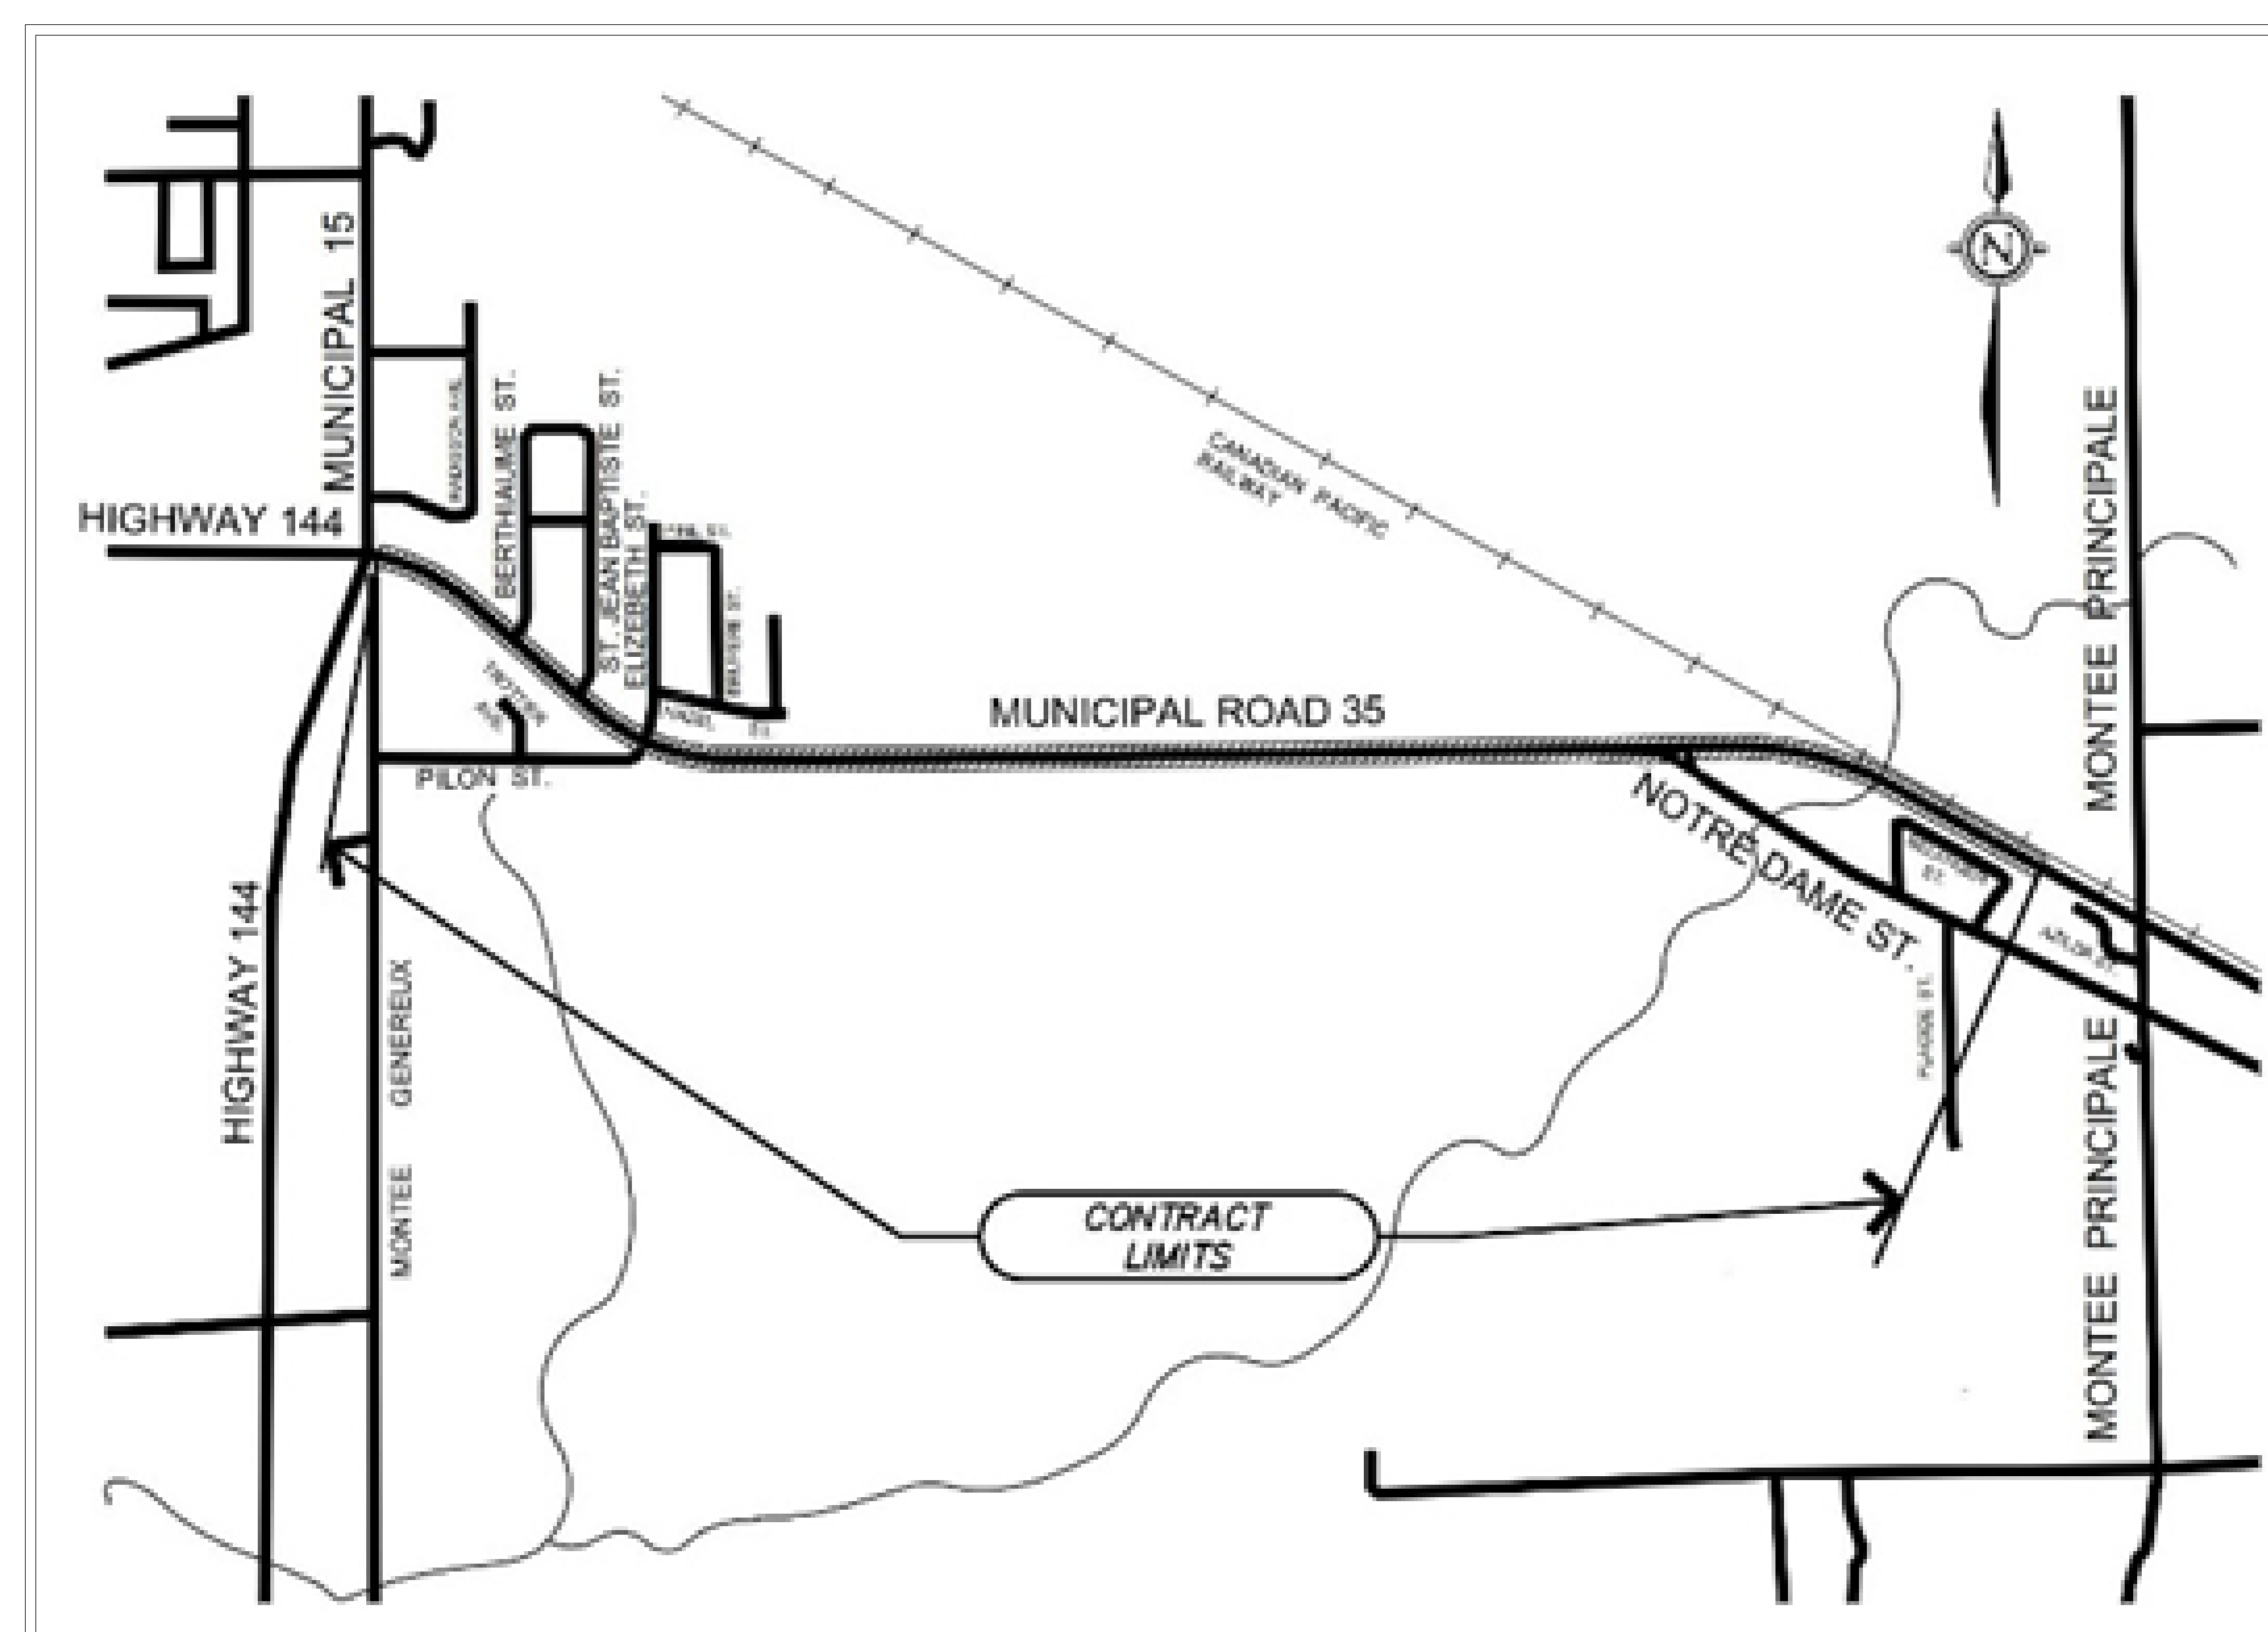 MUNICIPAL 15
HIGHWAY 144
BERTHIAUME ST.
ST. JEAN BAPTISTE ST.
ELIZEBETH ST.
N
CANADIAN PACIFIC
RAILWAY
MONTEE PRINCIPALE
MUNICIPAL ROAD 35
PILON ST.
NOTRE DAME ST.
ST.
HIGHWAY 144
MONTEE GENEREUX
CONTRACT
LIMITS
MONTEE PRINCIPALE